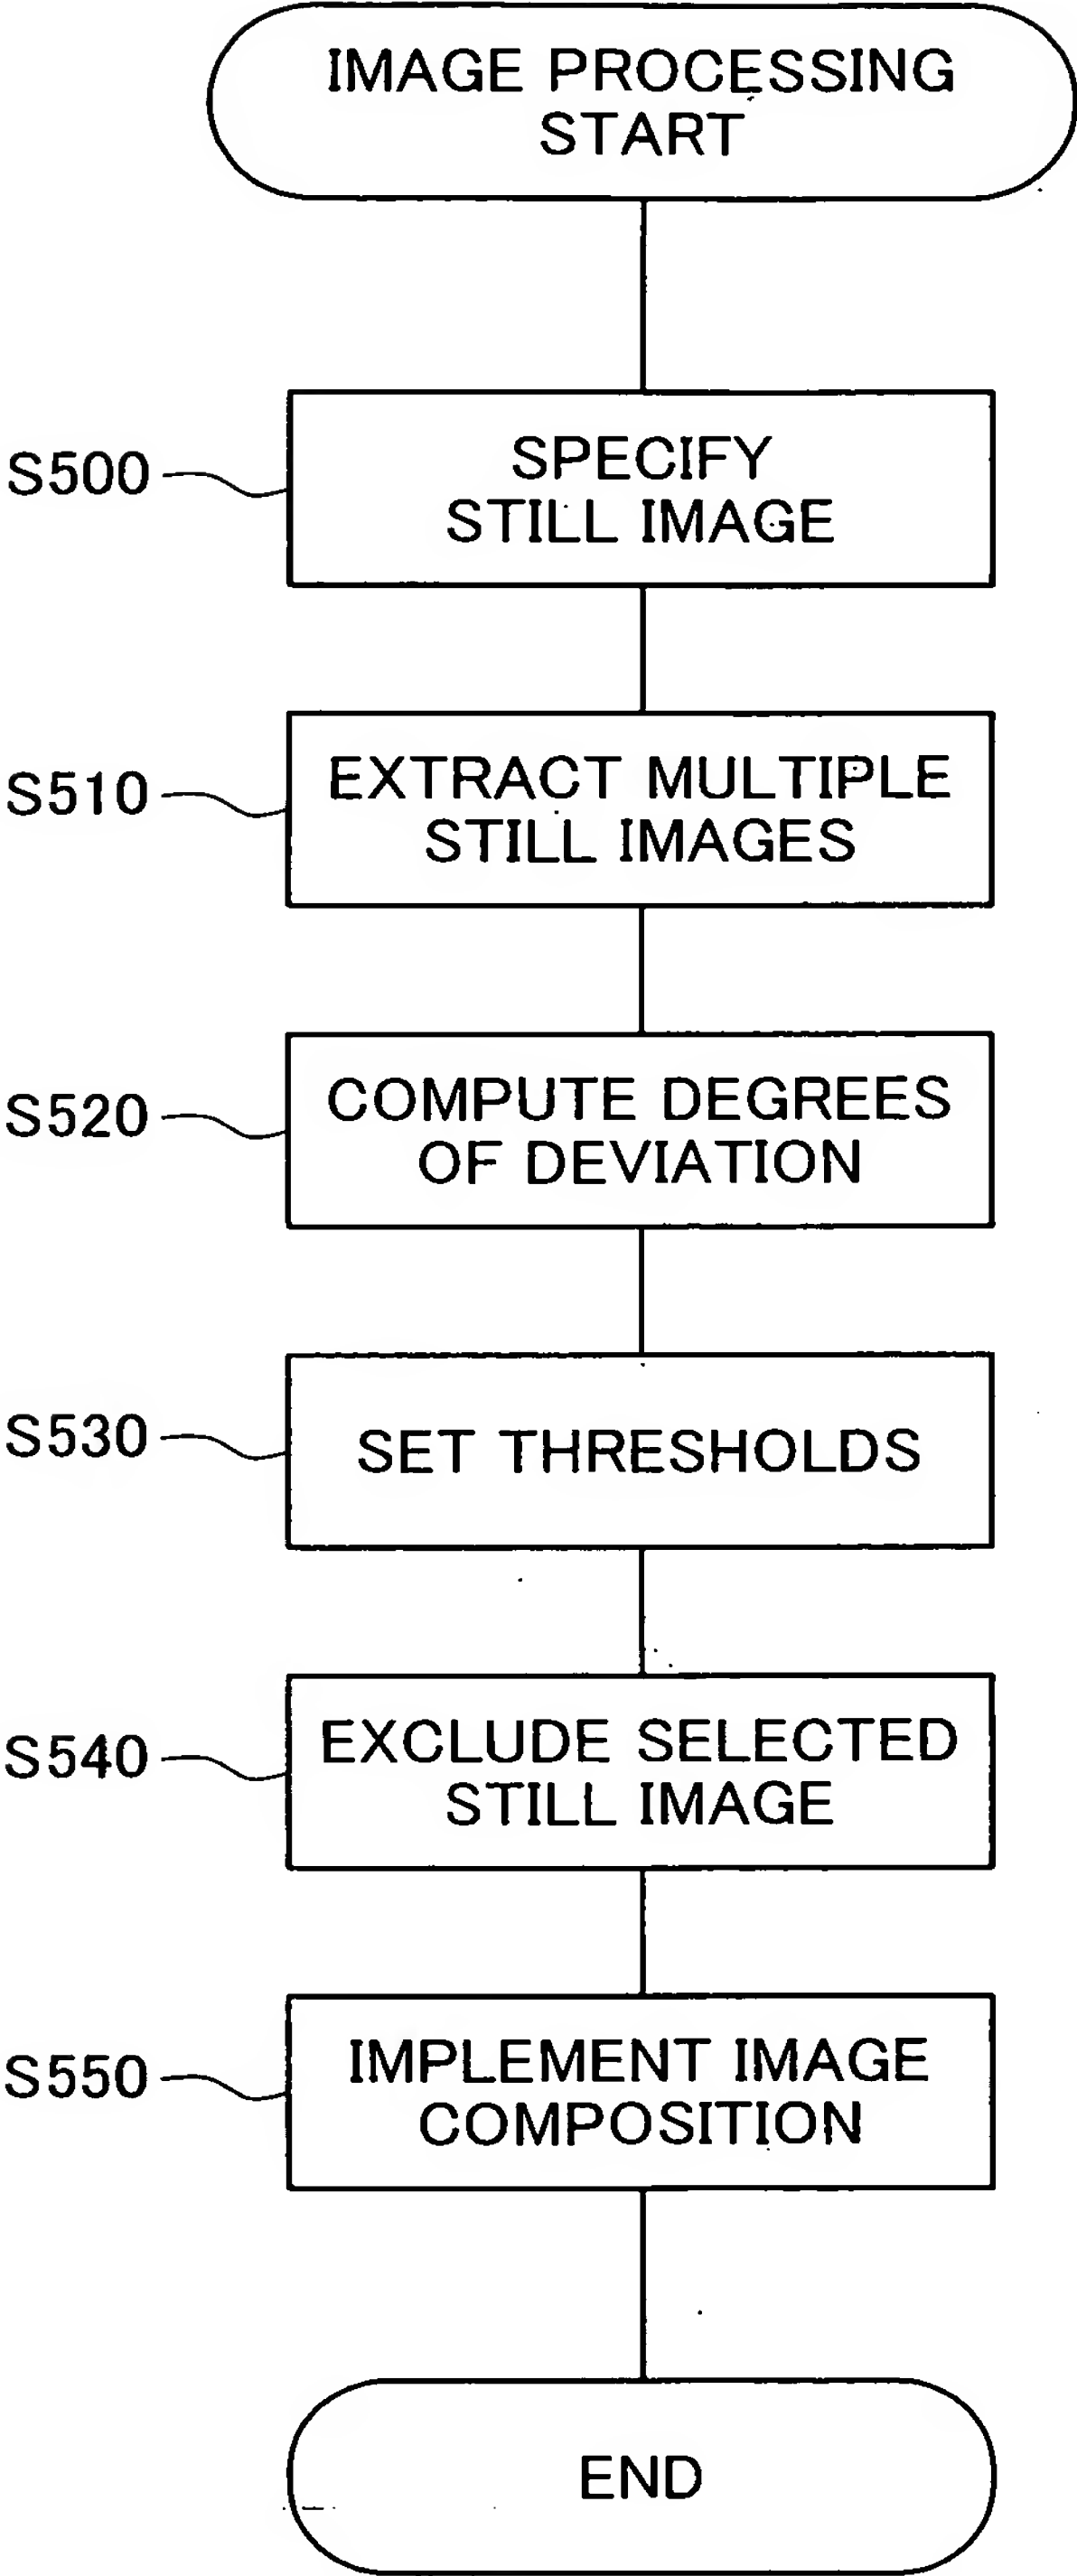 IMAGE PROCESSING
START
S500
SPECIFY
STILL IMAGE
S510
EXTRACT MULTIPLE
STILL IMAGES
S520
COMPUTE DEGREES
OF DEVIATION
S530
SET THRESHOLDS
S540
EXCLUDE SELECTED
STILL IMAGE
S550
IMPLEMENT IMAGE
COMPOSITION
END